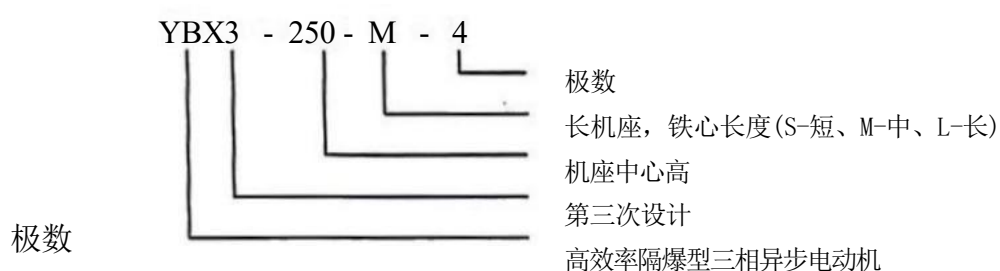 YBX3 - 250 - M - 4
极数
长机座，铁心长度(S-短、M-中、L-长)
机座中心高
第三次设计
极数
高效率隔爆型三相异步电动机